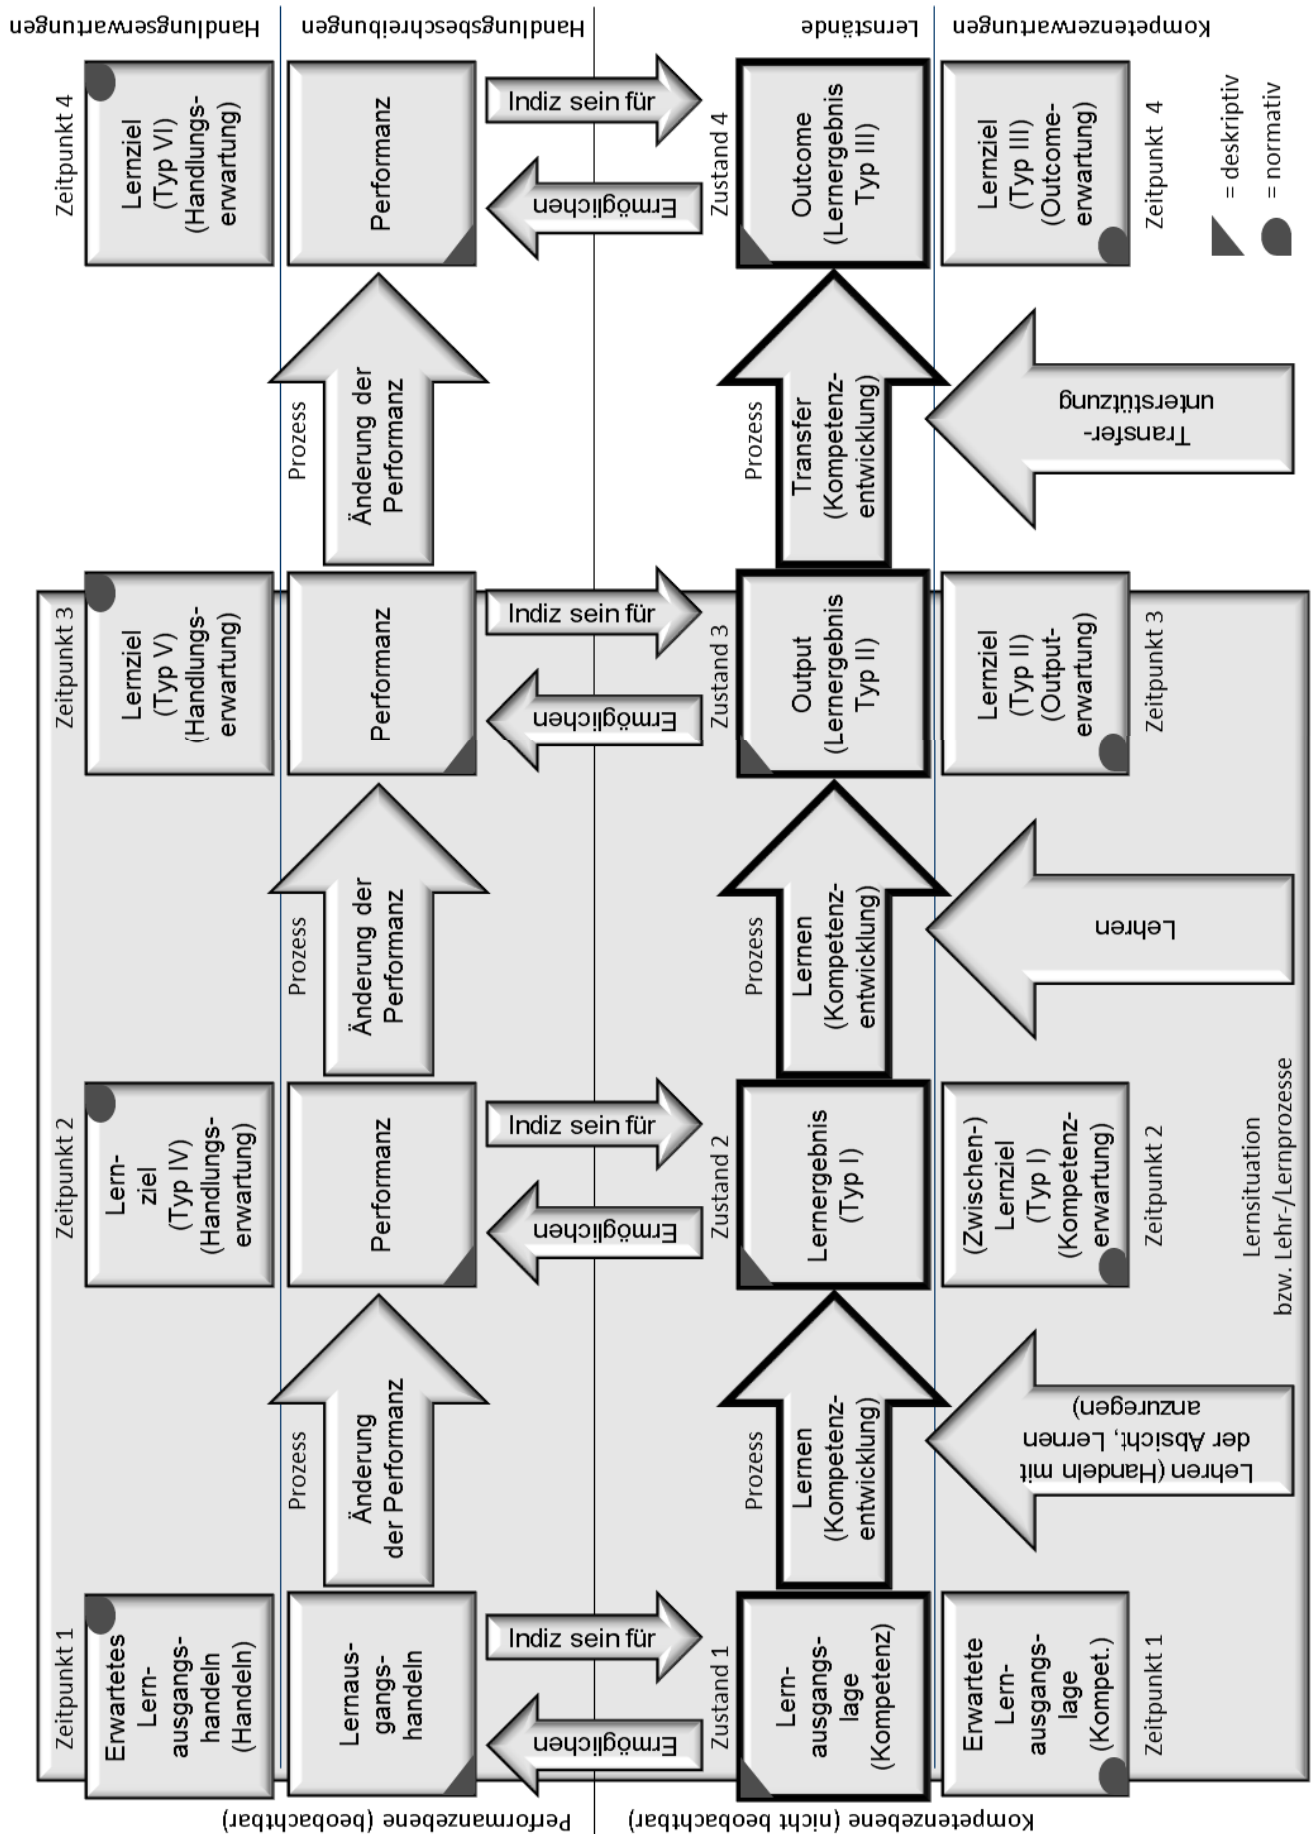 Zeitpunkt 1
Zeitpunkt 2
Zeitpunkt 3
Zeitpunkt 4
Erwartetes
Lern-
ausgangs-
handeln
(Handeln)
Lern-
ziel
(Typ IV)
(Handlungs-
erwartung)
Lernziel
(Typ V)
(Handlungs-
erwartung)
Lernziel
(Typ VI)
(Handlungs-
erwartung)
Handlungserwartungen
Performanzebene (beobachtbar)
Lernaus-
gangs-
handeln
Prozess
Änderung
der Performanz
Performanz
Prozess
Änderung der
Performanz
Performanz
Prozess
Änderung der
Performanz
Performanz
Handlungsbeschreibungen
Ermöglichen
Indiz sein für
Ermöglichen
Indiz sein für
Ermöglichen
Indiz sein für
Ermöglichen
Indiz sein für
Kompetenzebene (nicht beobachtbar)
Zustand 1
Zustand 2
Zustand 3
Zustand 4
Lern-
ausgangs-
lage
(Kompetenz)
Prozess
Lernen
(Kompetenz-
entwicklung)
Lernergebnis
(Typ I)
Prozess
Lernen
(Kompetenz-
entwicklung)
Output
(Lernergebnis
Typ II)
Prozess
Transfer
(Kompetenz-
entwicklung)
Outcome
(Lernergebnis
Typ III)
Lernstände
Erwartete
Lern-
ausgangs-
lage
(Kompet.)
(Zwischen-)
Lernziel
(Typ I)
(Kompetenz-
erwartung)
Lernziel
(Typ II)
(Output-
erwartung)
Lernziel
(Typ III)
(Outcome-
erwartung)
Kompetenzerwartungen
Zeitpunkt 1
Zeitpunkt 2
Zeitpunkt 3
Zeitpunkt 4
Lehren (Handeln mit
der Absicht, Lernen
anzuregen)
Lehren
Transfer-
unterstützung
Lernsituation
bzw. Lehr-/Lernprozesse
= deskriptiv
= normativ